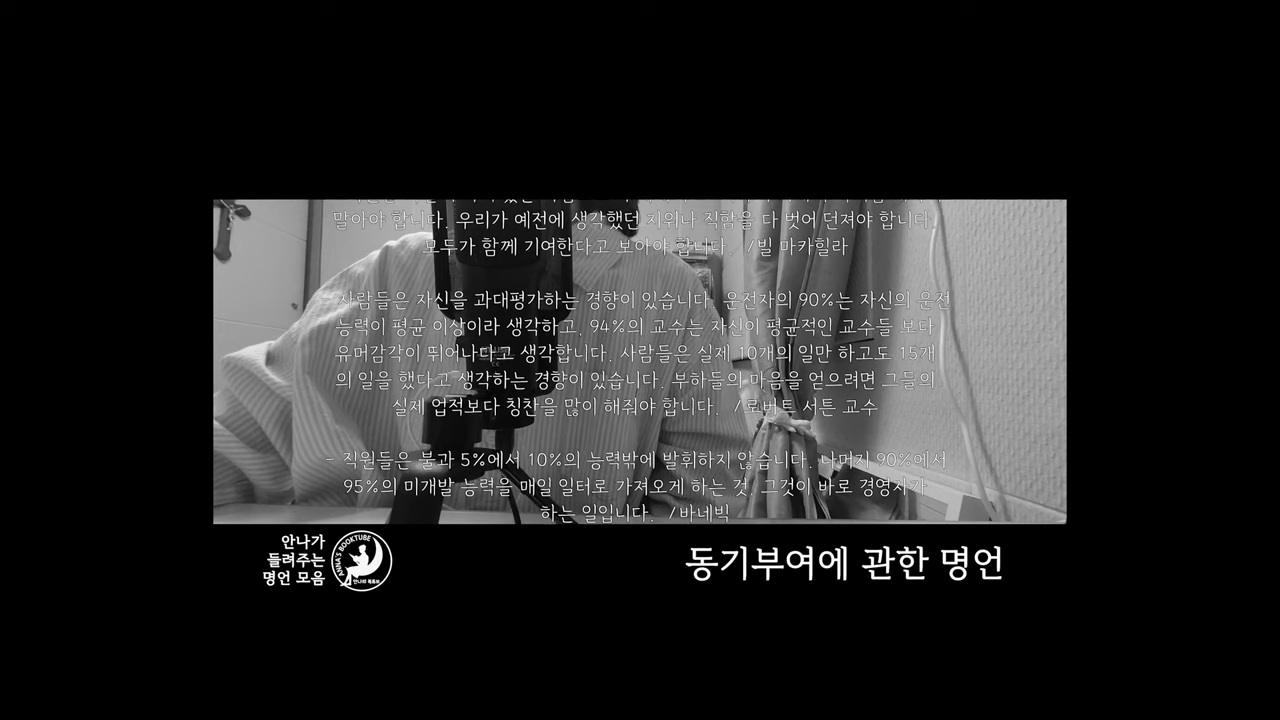 말아야 합니다. 우리가 예전에 생각했던 지위나 직함을 다 벗어 던져야 합니다.
모두가 함께 기여한다고 보아야 합니다. /빌 마카힐라
- 사람들은 자신을 과대평가하는 경향이 있습니다. 운전자의 90%는 자신의 운전
능력이 평균 이상이라 생각하고, 94%의 교수는 자신이 평균적인 교수들 보다
유머감각이 뛰어나다고 생각합니다. 사람들은 실제 10개의 일만 하고도 15개
의 일을 했다고 생각하는 경향이 있습니다. 부하들의 마음을 얻으려면 그들의
실제 업적보다 칭찬을 많이 해줘야 합니다. /로버트 서튼 교수
- 직원들은 불과 5%에서 10%의 능력밖에 발휘하지 않습니다. 나머지 90%에서
95%의 미개발 능력을 매일 일터로 가져오게 하는 것, 그것이 바로 경영자가
하는 일입니다. /바네빅
안나가
들려주는
명언 모음
ANNA'S BOOKTUBE
안나의 북튜브
동기부여에 관한 명언